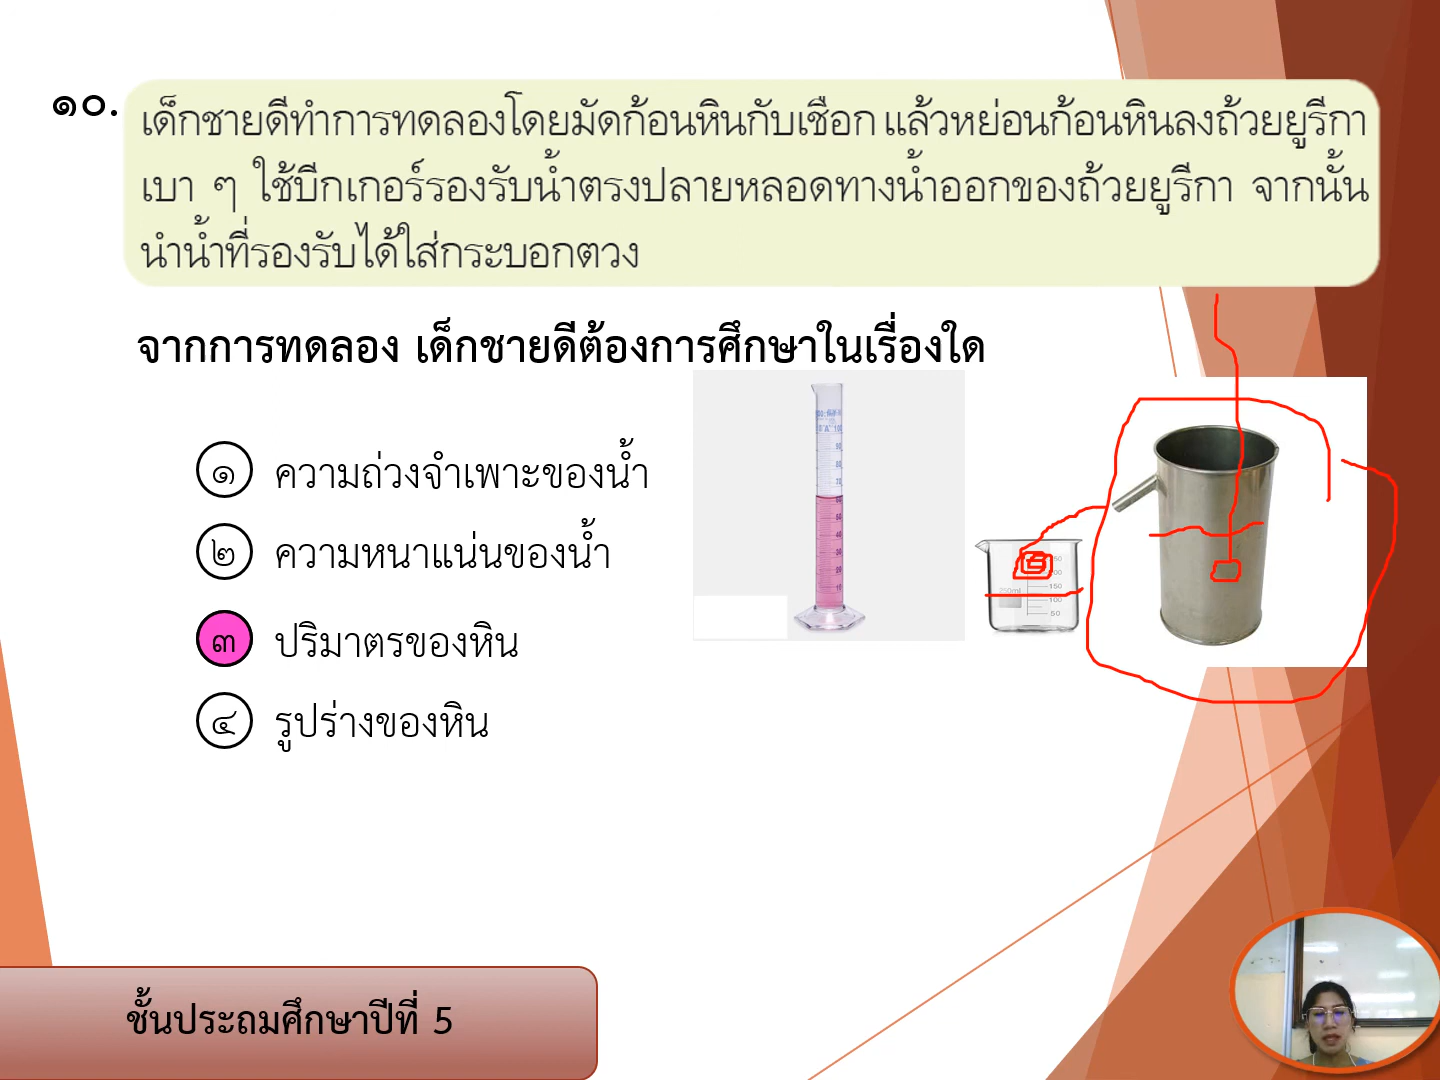 ๑๐.
เด็กชายดีทำการทดลองโดยมัดก้อนหินกับเชือก แล้วหย่อนก้อนหินลงถ้วยยูรีกา
เบา ๆ ใช้บีกเกอร์รองรับน้ำตรงปลายหลอดทางน้ำออกของถ้วยยูรีกา จากนั้น
นำน้ำที่รองรับได้ใส่กระบอกตวง
จากการทดลอง เด็กชายดีต้องการศึกษาในเรื่องใด
๑ ความถ่วงจำเพาะของน้ำ
๒ ความหนาแน่นของน้ำ
๓ ปริมาตรของหิน
๔ รูปร่างของหิน
250ml
150
100
50
ชั้นประถมศึกษาปีที่ 5